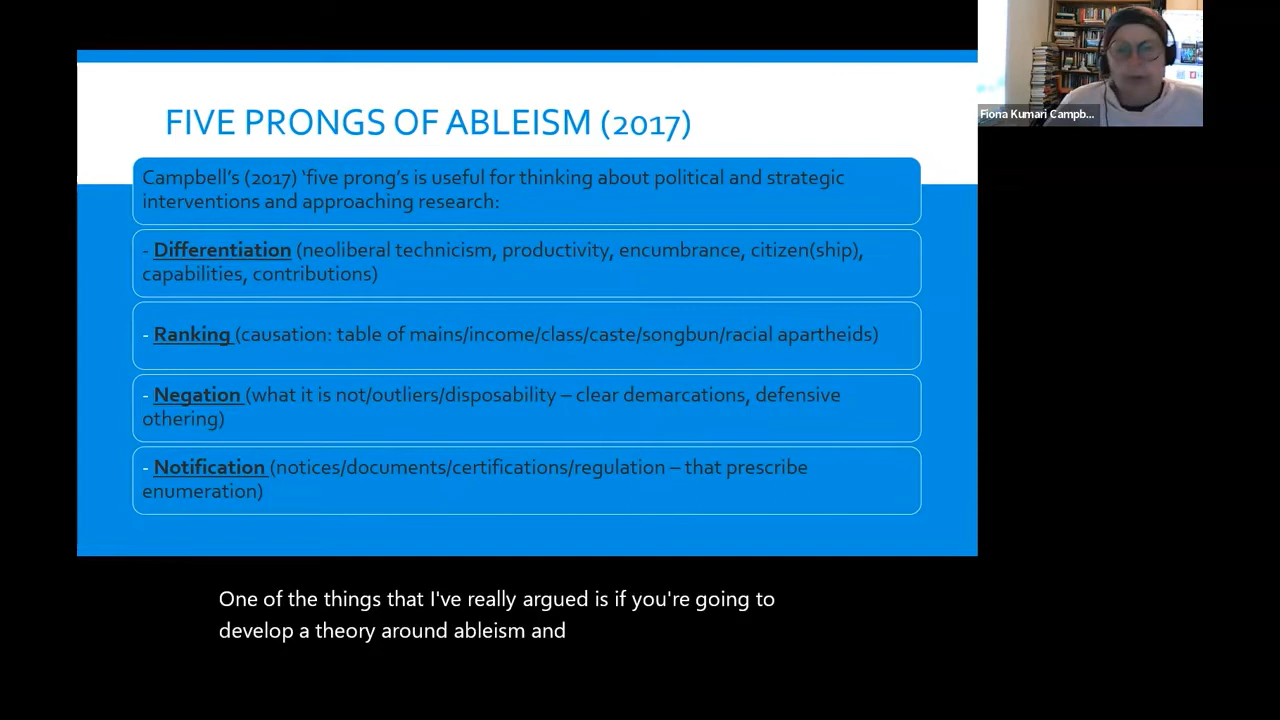 FIVE PRONGS OF ABLEISM (2017)
Campbell's (2017) 'five prong's is useful for thinking about political and strategic
interventions and approaching research:
- Differentiation (neoliberal technicism, productivity, encumbrance, citizen(ship),
capabilities, contributions)
- Ranking (causation: table of mains/income/class/caste/songbun/racial apartheids)
- Negation (what it is not/outliers/disposability – clear demarcations, defensive
othering)
- Notification (notices/documents/certifications/regulation – that prescribe
enumeration)
Fiona Kumari Campb...
One of the things that I've really argued is if you're going to
develop a theory around ableism and